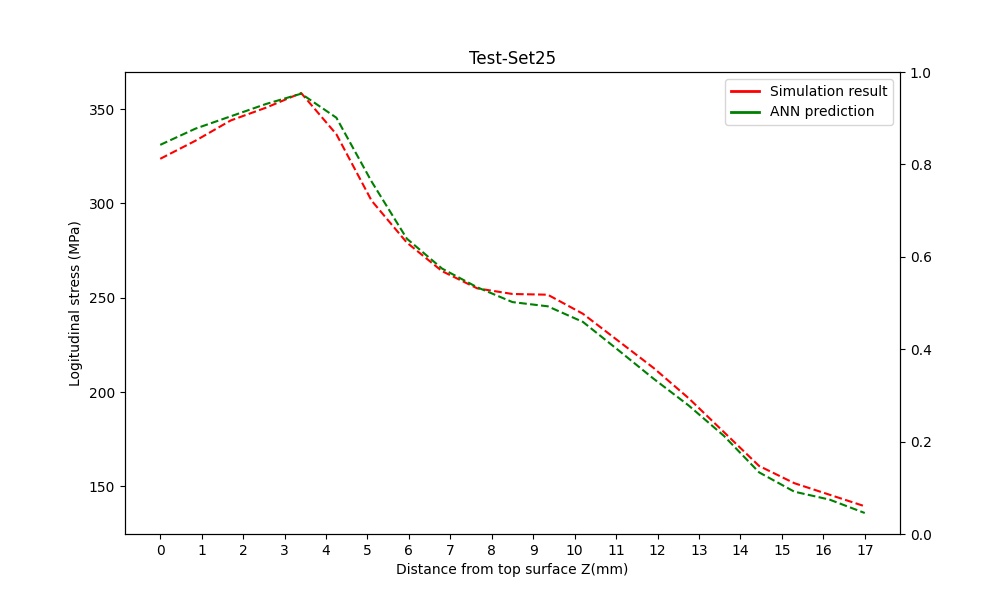 Test-Set25
Simulation result
ANN prediction
350
300
250
200
150
1.0
0.8
0.6
0.4
0.2
0.0
Logitudinal stress (MPa)
0 1 2 3 4 5 6 7 8 9 10 11 12 13 14 15 16 17
Distance from top surface Z(mm)